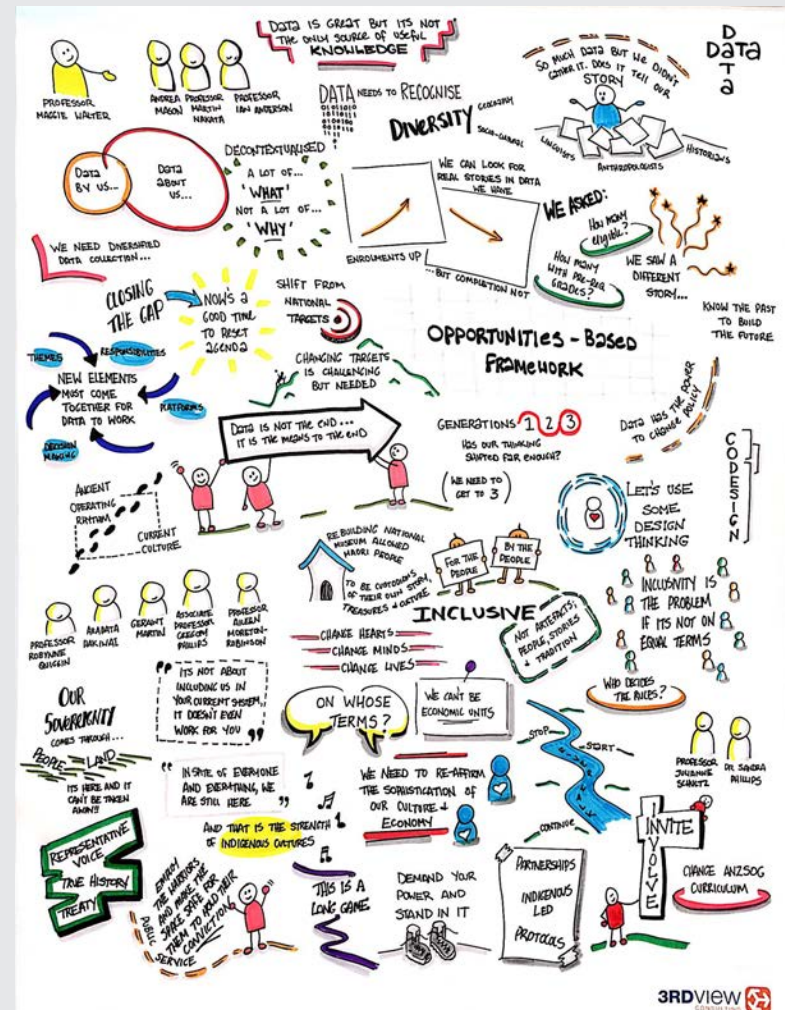 DATA IS GREAT BUT ITS NOT
THE ONLY SOURCE OF USEFUL
KNOWLEDGE
PROFESSOR
MAGGIE WALTER
ANDREA
MASON
PROFESSOR
MARTIN
NAKATA
PROFESSOR
IAN ANDERSON
DATA NEEDS TO RECOGNISE
DIVERSITY
GEOGRAPHY
SOCIO-CULTURAL
SO MUCH DATA BUT WE DIDN'T
GATHER IT. DOES IT TELL OUR
STORY
LINGUISTS
ANTHROPOLOGISTS
HISTORIANS
DATA
DATA
DATA
BY US...
DATA
ABOUT
US...
DECONTEXTUALISED
A LOT OF...
'WHAT'
NOT A LOT OF...
'WHY'
WE CAN LOOK FOR
REAL STORIES IN DATA
WE HAVE
ENROLMENTS UP
...BUT COMPLETION NOT
WE ASKED:
HOW MANY
ELIGIBLE?
HOW MANY
WITH PRE-REQ
GRADES?
WE SAW A
DIFFERENT
STORY...
WE NEED DIVERSIFIED
DATA COLLECTION...
CLOSING
THE GAP
NOW'S A
GOOD TIME
TO RESET
AGENDA
SHIFT FROM
NATIONAL
TARGETS
CHANGING TARGETS
IS CHALLENGING
BUT NEEDED
OPPORTUNITIES-BASED
FRAMEWORK
KNOW THE PAST
TO BUILD
THE FUTURE
THEMES
RESPONSIBILITIES
NEW ELEMENTS
MUST COME
TOGETHER FOR
DATA TO WORK
PLATFORMS
DECISION
MAKING
DATA IS NOT THE END...
IT IS THE MEANS TO THE END
GENERATIONS 1 2 3
HAS OUR THINKING
SHIFTED FAR ENOUGH?
(WE NEED TO
GET TO 3)
DATA HAS THE POWER
TO CHANGE POLICY
CODESIGN
LET'S USE
SOME
DESIGN
THINKING
ANCIENT
OPERATING
RHYTHM
CURRENT
CULTURE
REBUILDING NATIONAL
MUSEUM ALLOWED
MAORI PEOPLE
TO BE CUSTODIANS
OF THEIR OWN STORY,
TREASURES & CULTURE
FOR THE
PEOPLE
BY THE
PEOPLE
INCLUSIVE
NOT ARTEFACTS;
PEOPLE, STORIES
& TRADITION
INCLUSIVITY IS
THE PROBLEM
IF ITS NOT ON
EQUAL TERMS
WHO DECIDES
THE RULES?
PROFESSOR
ROBYNNE
QUIGGIN
GERAINT
MARTIN
ASSOCIATE
PROFESSOR
GREGORY
PHILLIPS
PROFESSOR
AILEEN
MORETON-
ROBINSON
CHANGE HEARTS
CHANGE MINDS
CHANGE LIVES
"ITS NOT ABOUT
INCLUDING US IN
YOUR CURRENT SYSTEM,
IT DOESN'T EVEN
WORK FOR YOU"
ON WHOSE
TERMS?
WE CAN'T BE
ECONOMIC UNITS
OUR
SOVEREIGNTY
COMES THROUGH...
PEOPLE
LAND
ITS HERE AND IT
CAN'T BE TAKEN
AWAY!!
"IN SPITE OF EVERYONE
AND EVERYTHING, WE
ARE STILL HERE"
AND THAT IS THE STRENGTH
OF INDIGENOUS CULTURES
WE NEED TO RE-AFFIRM
THE SOPHISTICATION OF
OUR CULTURE &
ECONOMY
STOP
START
CONTINUE
PROFESSOR
JULIANNE
SCHULTZ
DR SANDRA
PHILLIPS
REPRESENTATIVE
VOICE
TRUE HISTORY
TREATY
EMPLOY
THE WARRIORS
AND MAKE THE
SPACE SAFE FOR
THEM TO HOLD THEIR
CONVICTION
PUBLIC
SERVICE
THIS IS A
LONG GAME
DEMAND YOUR
POWER AND
STAND IN IT
PARTNERSHIPS
INDIGENOUS
LED
PROTOCOLS
INVITE
INVOLVE
CHANGE ANZSOG
CURRICULUM
3RDVIEW
CONSULTING